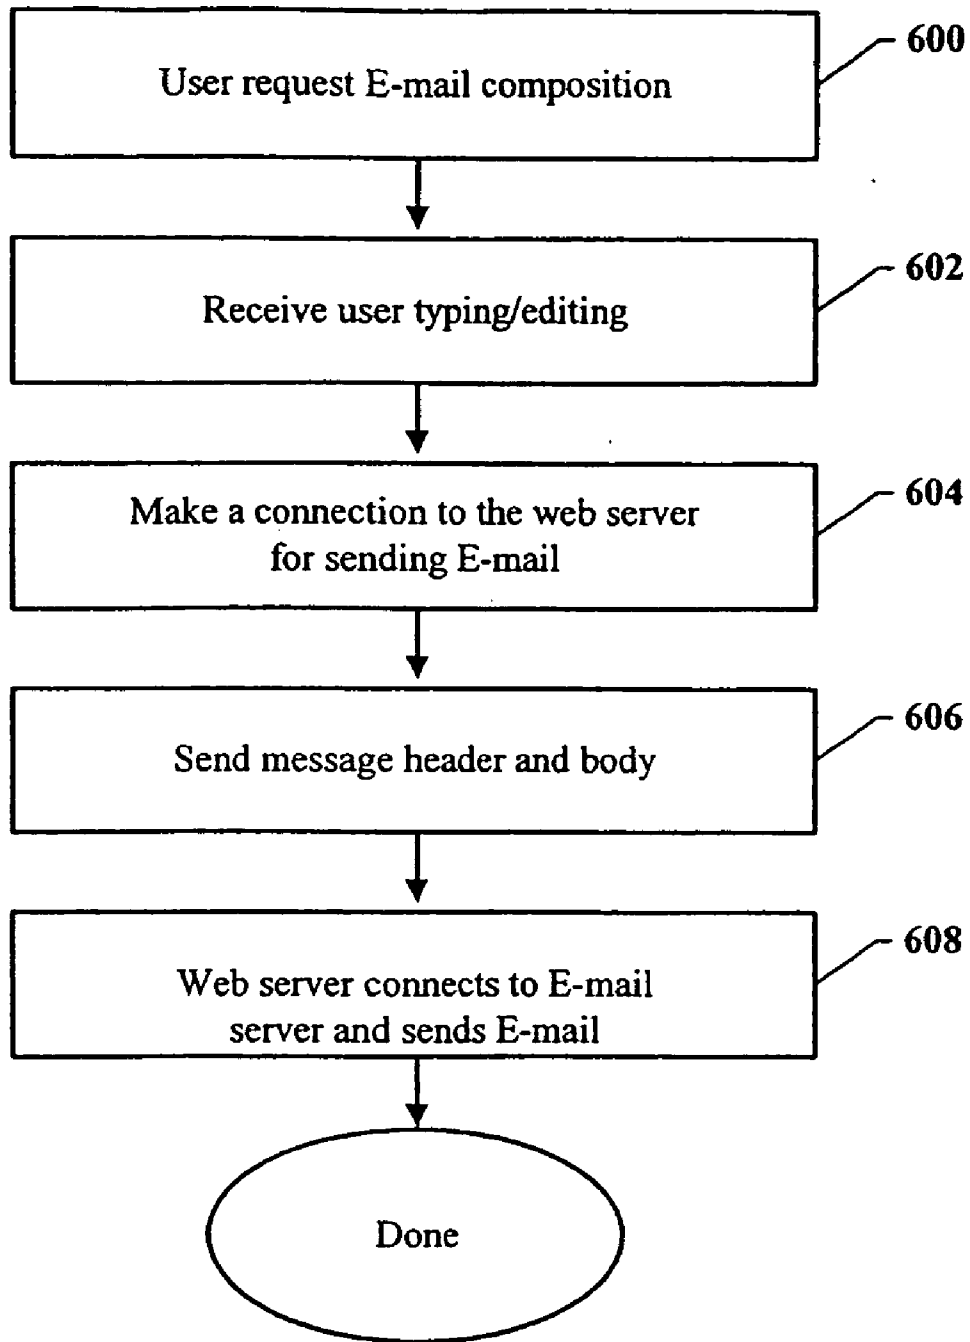 600
User request E-mail composition
602
Receive user typing/editing
604
Make a connection to the web server
for sending E-mail
606
Send message header and body
608
Web server connects to E-mail
server and sends E-mail
Done